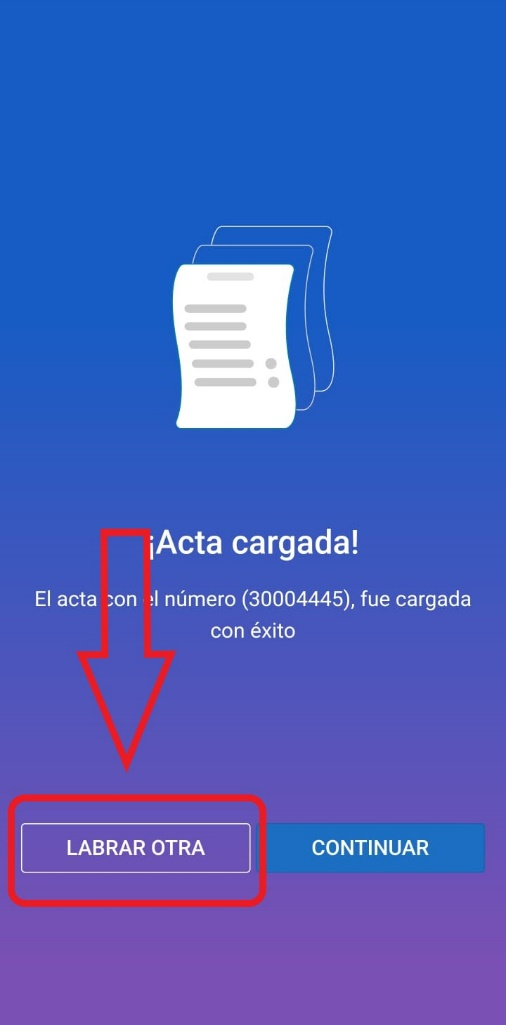 ¡Acta cargada!
El acta con el número (30004445), fue cargada
con éxito
LABRAR OTRA
CONTINUAR